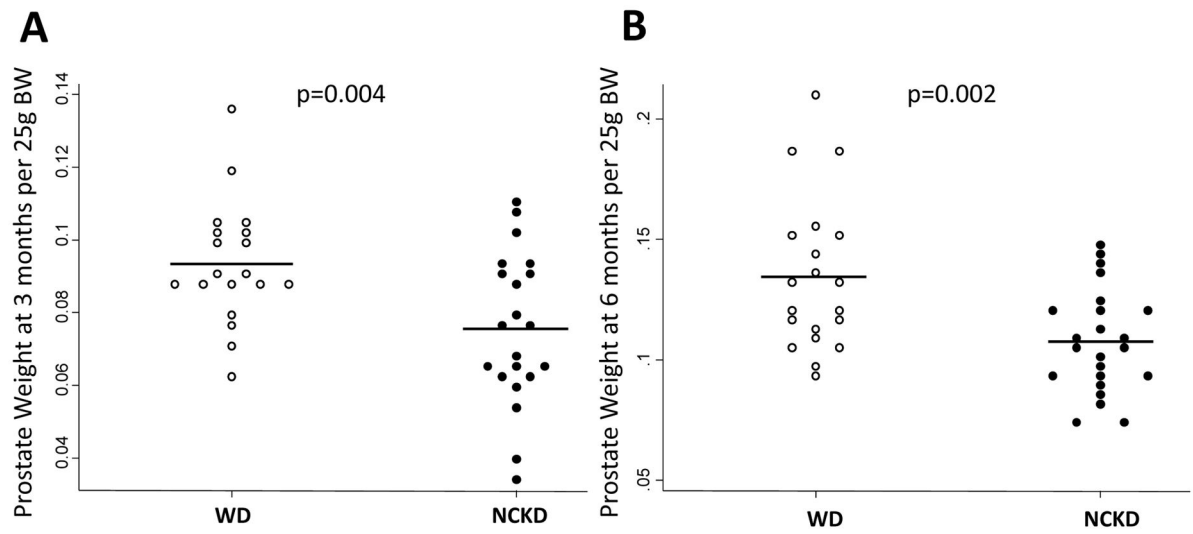 A
B
Prostate Weight at 3 months per 25g BW
0.14
0.12
0.1
0.08
0.06
0.04
p=0.004
WD
NCKD
Prostate Weight at 6 months per 25g BW
.2
.15
.1
.05
p=0.002
WD
NCKD